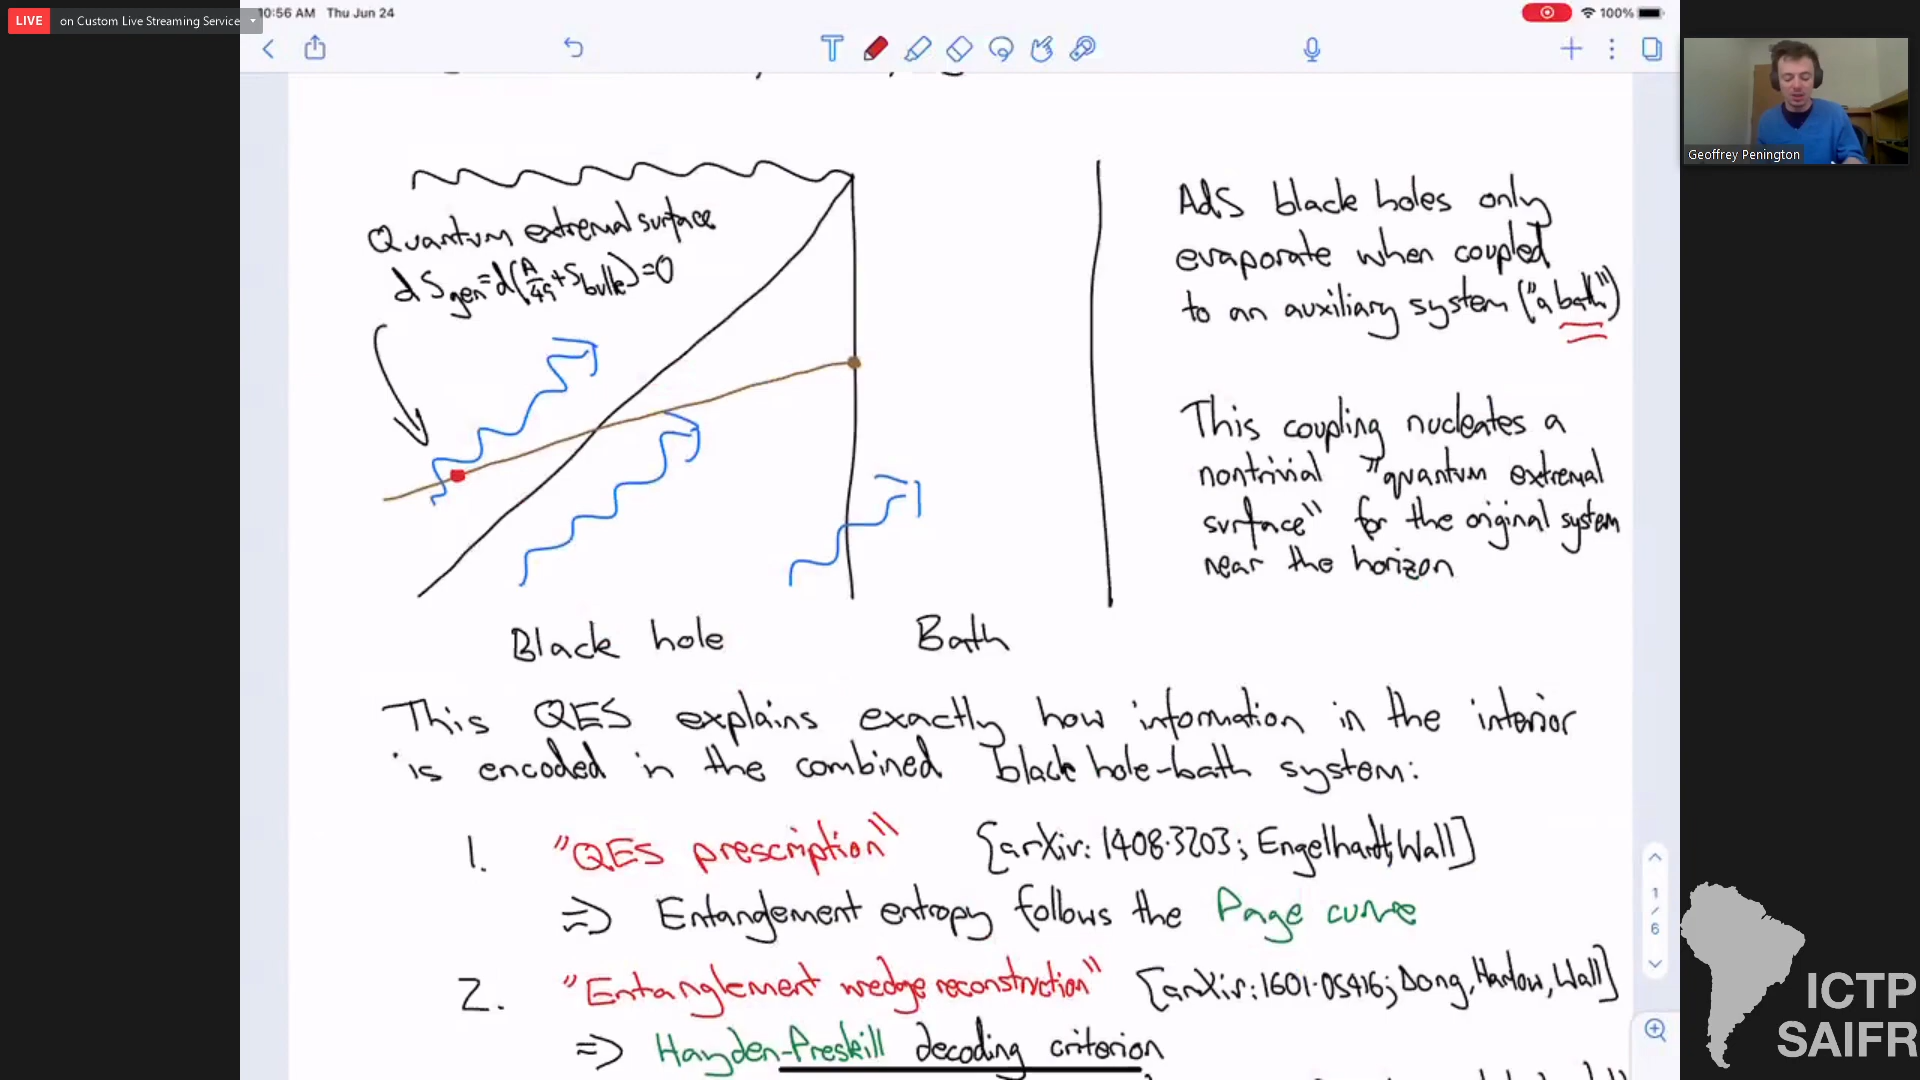 LIVE on Custom Live Streaming Service
10:56 AM Thu Jun 24
100%
Geoffrey Penington
Quantum extremal surface
dS_gen = d(A/4G + S_bulk) = 0
AdS black holes only
evaporate when coupled
to an auxiliary system ("a bath")
This coupling nucleates a
nontrivial "quantum extremal
surface" for the original system
near the horizon
Black hole
Bath
This QES explains exactly how information in the interior
is encoded in the combined black hole-bath system:
1. "QES prescription" [arXiv: 1408.3203; Engelhardt, Wall]
=> Entanglement entropy follows the Page curve
2. "Entanglement wedge reconstruction" [arXiv: 1601.05416; Dong, Harlow, Wall]
=> Hayden-Preskill decoding criterion
1 / 6
ICTP
SAIFR